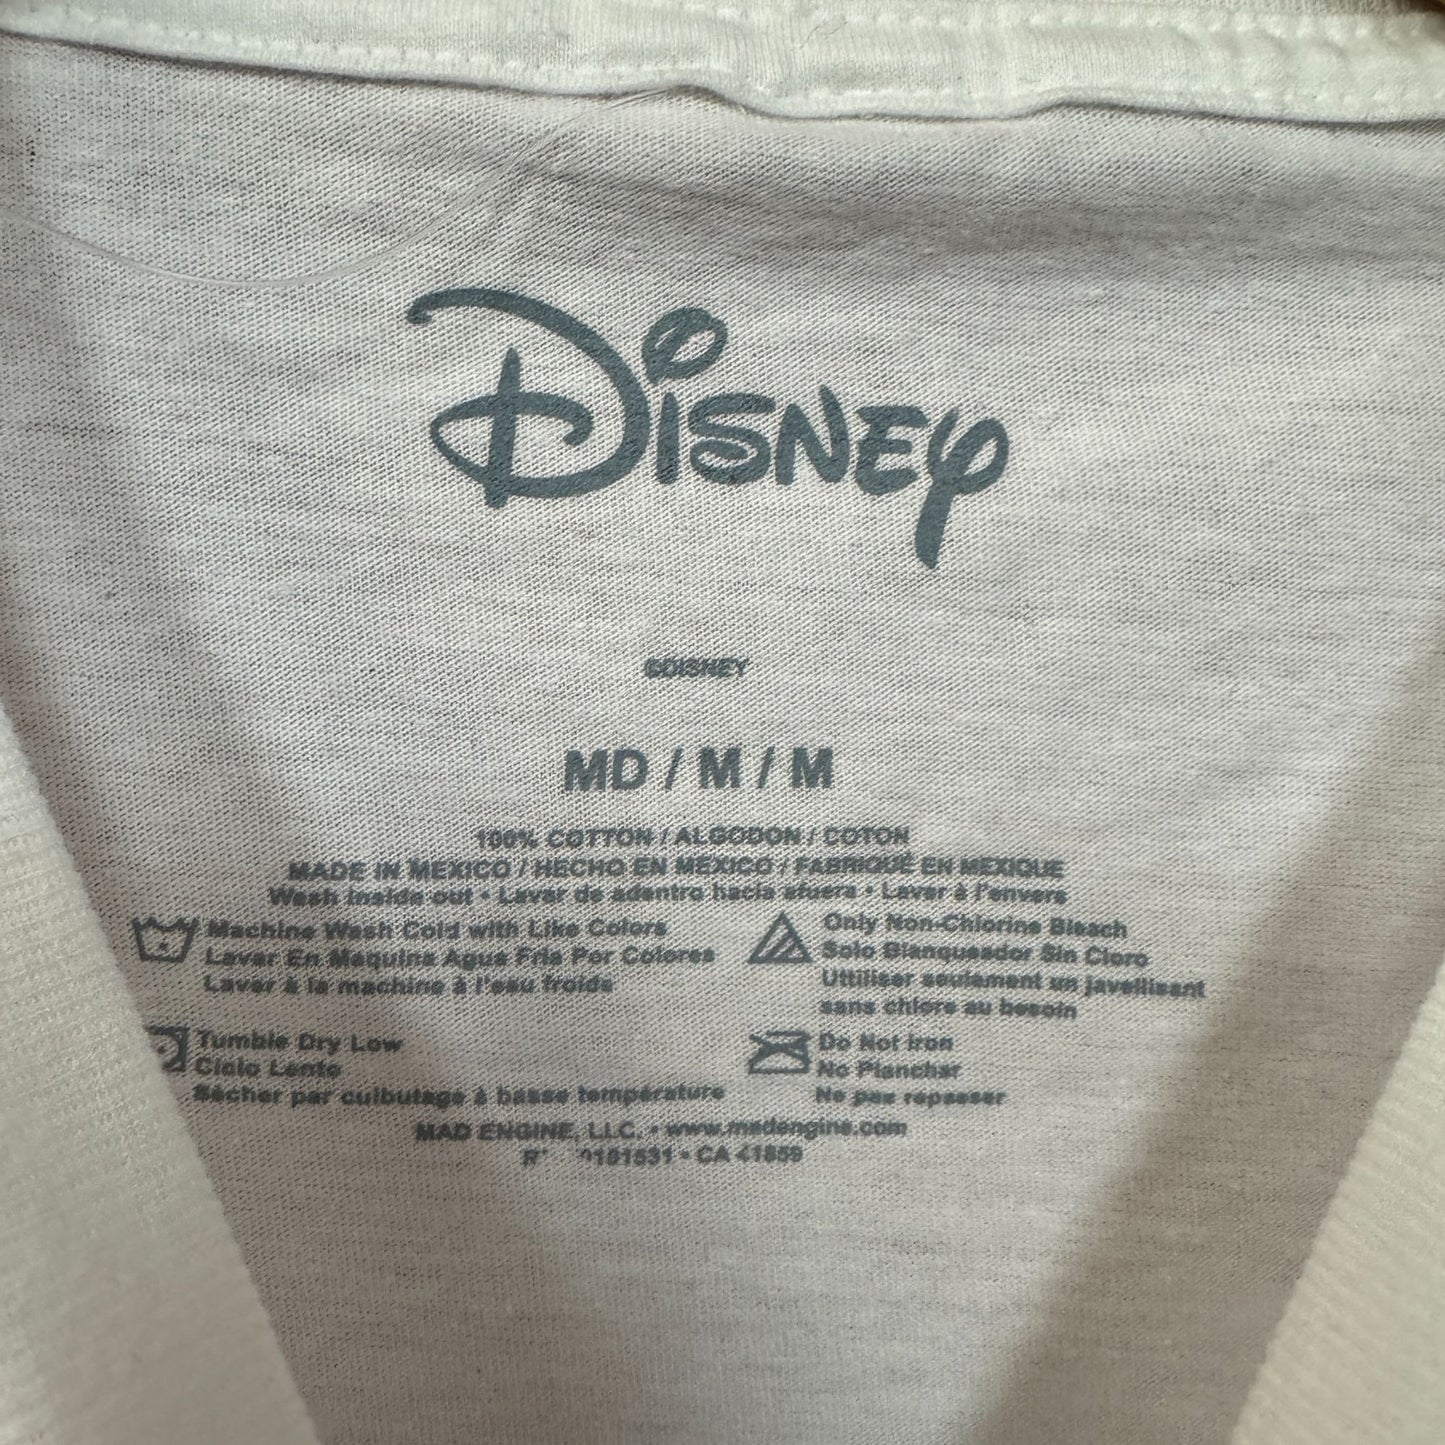 Disney
©DISNEY
MD / M / M
100% COTTON / ALGODON / COTON
MADE IN MEXICO / HECHO EN MEXICO / FABRIQUÉ EN MEXIQUE
Wash inside out • Lavar de adentro hacia afuera • Laver à l'envers
Machine Wash Cold with Like Colors
Lavar En Maquina Agua Fria Por Colores
Laver à la machine à l'eau froide
Only Non-Chlorine Bleach
Solo Blanqueador Sin Cloro
Uttiliser seulement un javellisant
sans chlore au besoin
Tumble Dry Low
Ciclo Lento
Sécher par culbutage à basse température
Do Not Iron
No Planchar
Ne pas repasser
MAD ENGINE, LLC. • www.madengine.com
CA 41859